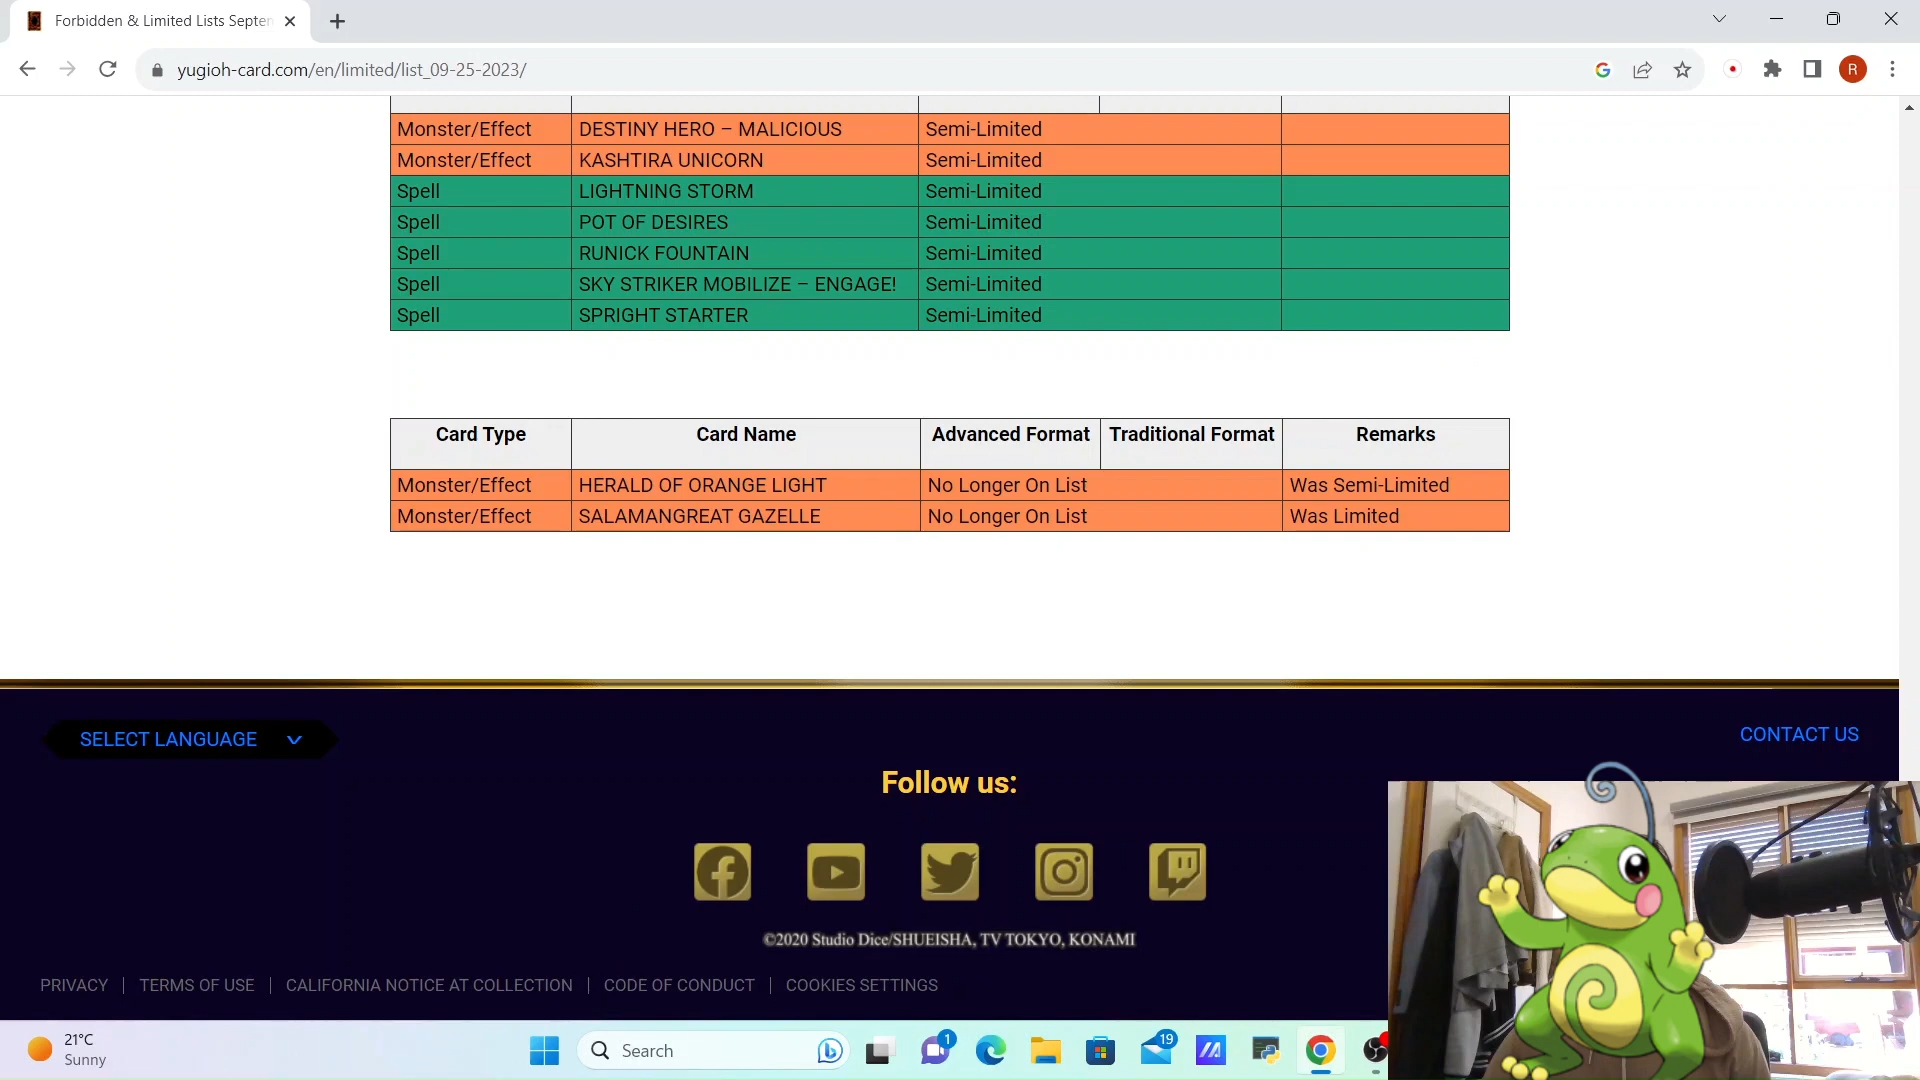 Forbidden & Limited Lists Septen
yugioh-card.com/en/limited/list_09-25-2023/
R
Monster/Effect DESTINY HERO – MALICIOUS Semi-Limited
Monster/Effect KASHTIRA UNICORN Semi-Limited
Spell LIGHTNING STORM Semi-Limited
Spell POT OF DESIRES Semi-Limited
Spell RUNICK FOUNTAIN Semi-Limited
Spell SKY STRIKER MOBILIZE – ENGAGE! Semi-Limited
Spell SPRIGHT STARTER Semi-Limited
Card Type Card Name Advanced Format Traditional Format Remarks
Monster/Effect HERALD OF ORANGE LIGHT No Longer On List Was Semi-Limited
Monster/Effect SALAMANGREAT GAZELLE No Longer On List Was Limited
SELECT LANGUAGE
CONTACT US
Follow us:
©2020 Studio Dice/SHUEISHA, TV TOKYO, KONAMI
PRIVACY | TERMS OF USE | CALIFORNIA NOTICE AT COLLECTION | CODE OF CONDUCT | COOKIES SETTINGS
21°C
Sunny
Search
1
19